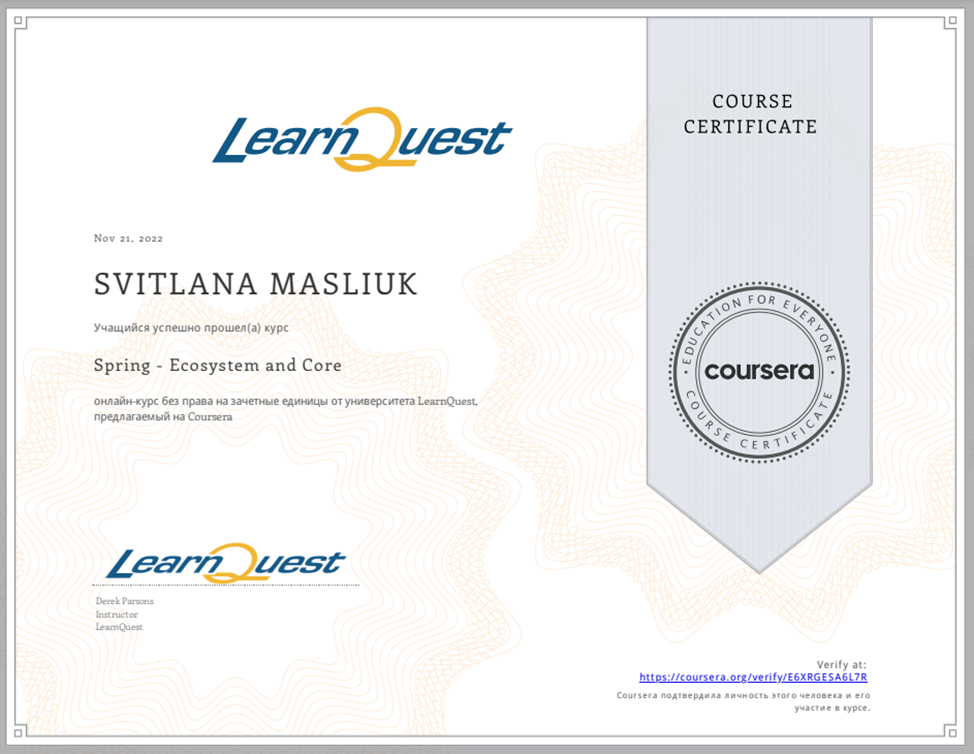 LearnQuest
COURSE
CERTIFICATE
Nov 21, 2022
SVITLANA MASLIUK
Учащийся успешно прошел(а) курс
Spring - Ecosystem and Core
онлайн-курс без права на зачетные единицы от университета LearnQuest,
предлагаемый на Coursera
EDUCATION FOR EVERYONE
coursera
COURSE CERTIFICATE
LearnQuest
Derek Parsons
Instructor
LearnQuest
Verify at:
https://coursera.org/verify/E6XRGESA6L7R
Coursera подтвердила личность этого человека и его
участие в курсе.